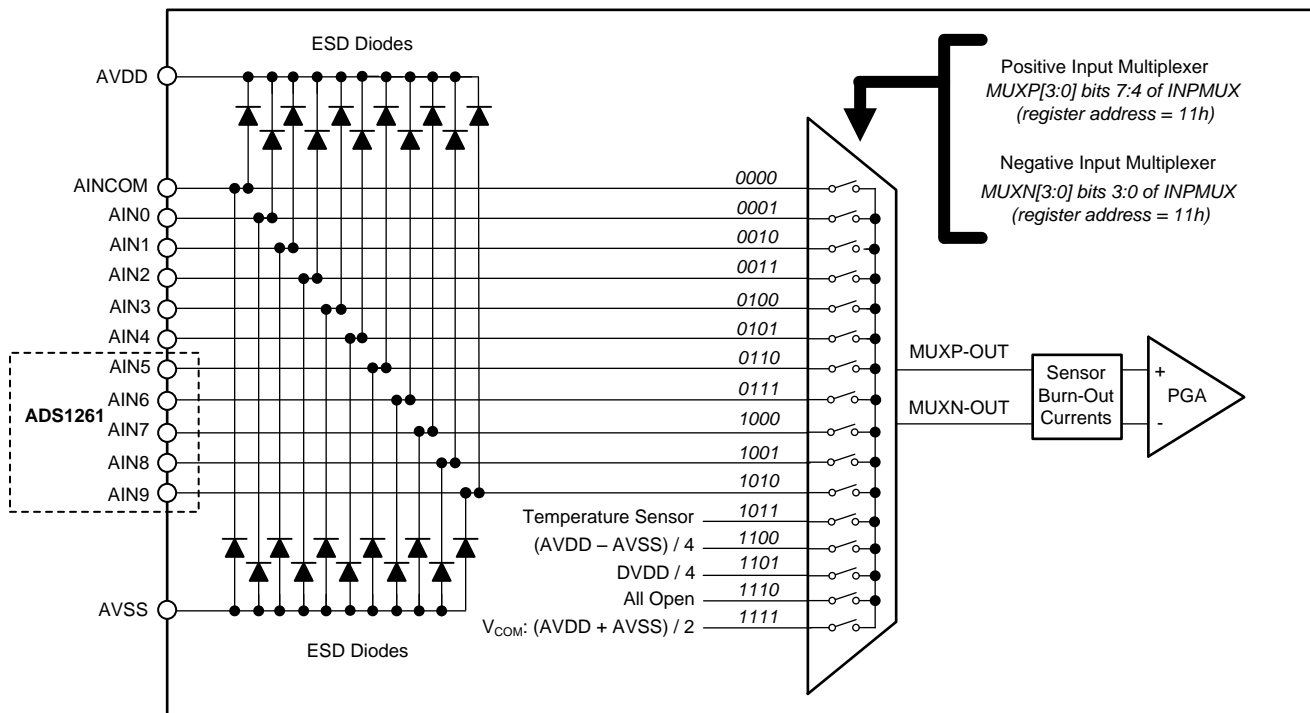 ESD Diodes
AVDD
Positive Input Multiplexer
MUXP[3:0] bits 7:4 of INPMUX
(register address = 11h)
Negative Input Multiplexer
MUXN[3:0] bits 3:0 of INPMUX
(register address = 11h)
AINCOM
0000
AIN0
0001
AIN1
0010
AIN2
0011
AIN3
0100
AIN4
0101
AIN5
0110
AIN6
0111
AIN7
1000
AIN8
1001
AIN9
1010
ADS1261
Temperature Sensor
1011
(AVDD – AVSS) / 4
1100
DVDD / 4
1101
All Open
1110
VCOM: (AVDD + AVSS) / 2
1111
MUXP-OUT
MUXN-OUT
Sensor
Burn-Out
Currents
+
PGA
-
AVSS
ESD Diodes